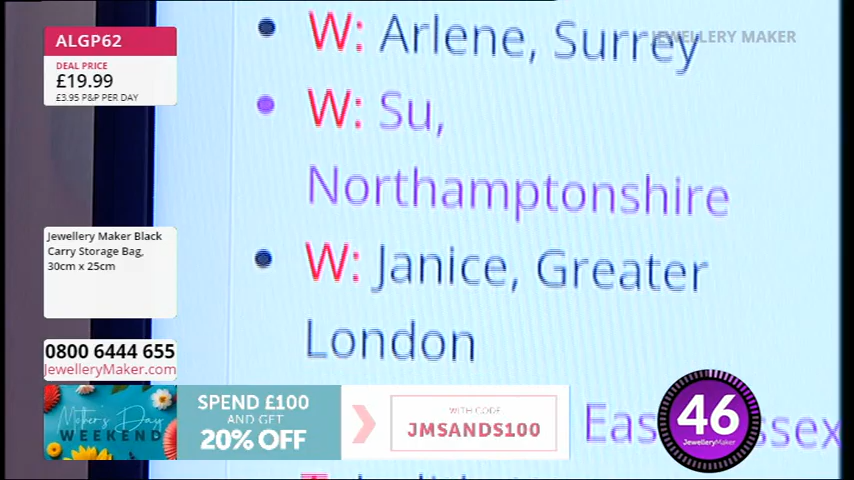 ALGP62
DEAL PRICE
£19.99
£3.95 P&P PER DAY
JEWELLERY MAKER
W: Arlene, Surrey
W: Su,
Northamptonshire
W: Janice, Greater
London
East
ssex
Jewellery Maker Black
Carry Storage Bag,
30cm x 25cm
0800 6444 655
JewelleryMaker.com
Mother's Day
WEEKEND
SPEND £100
AND GET
20% OFF
WITH CODE
JMSANDS100
46
JewelleryMaker